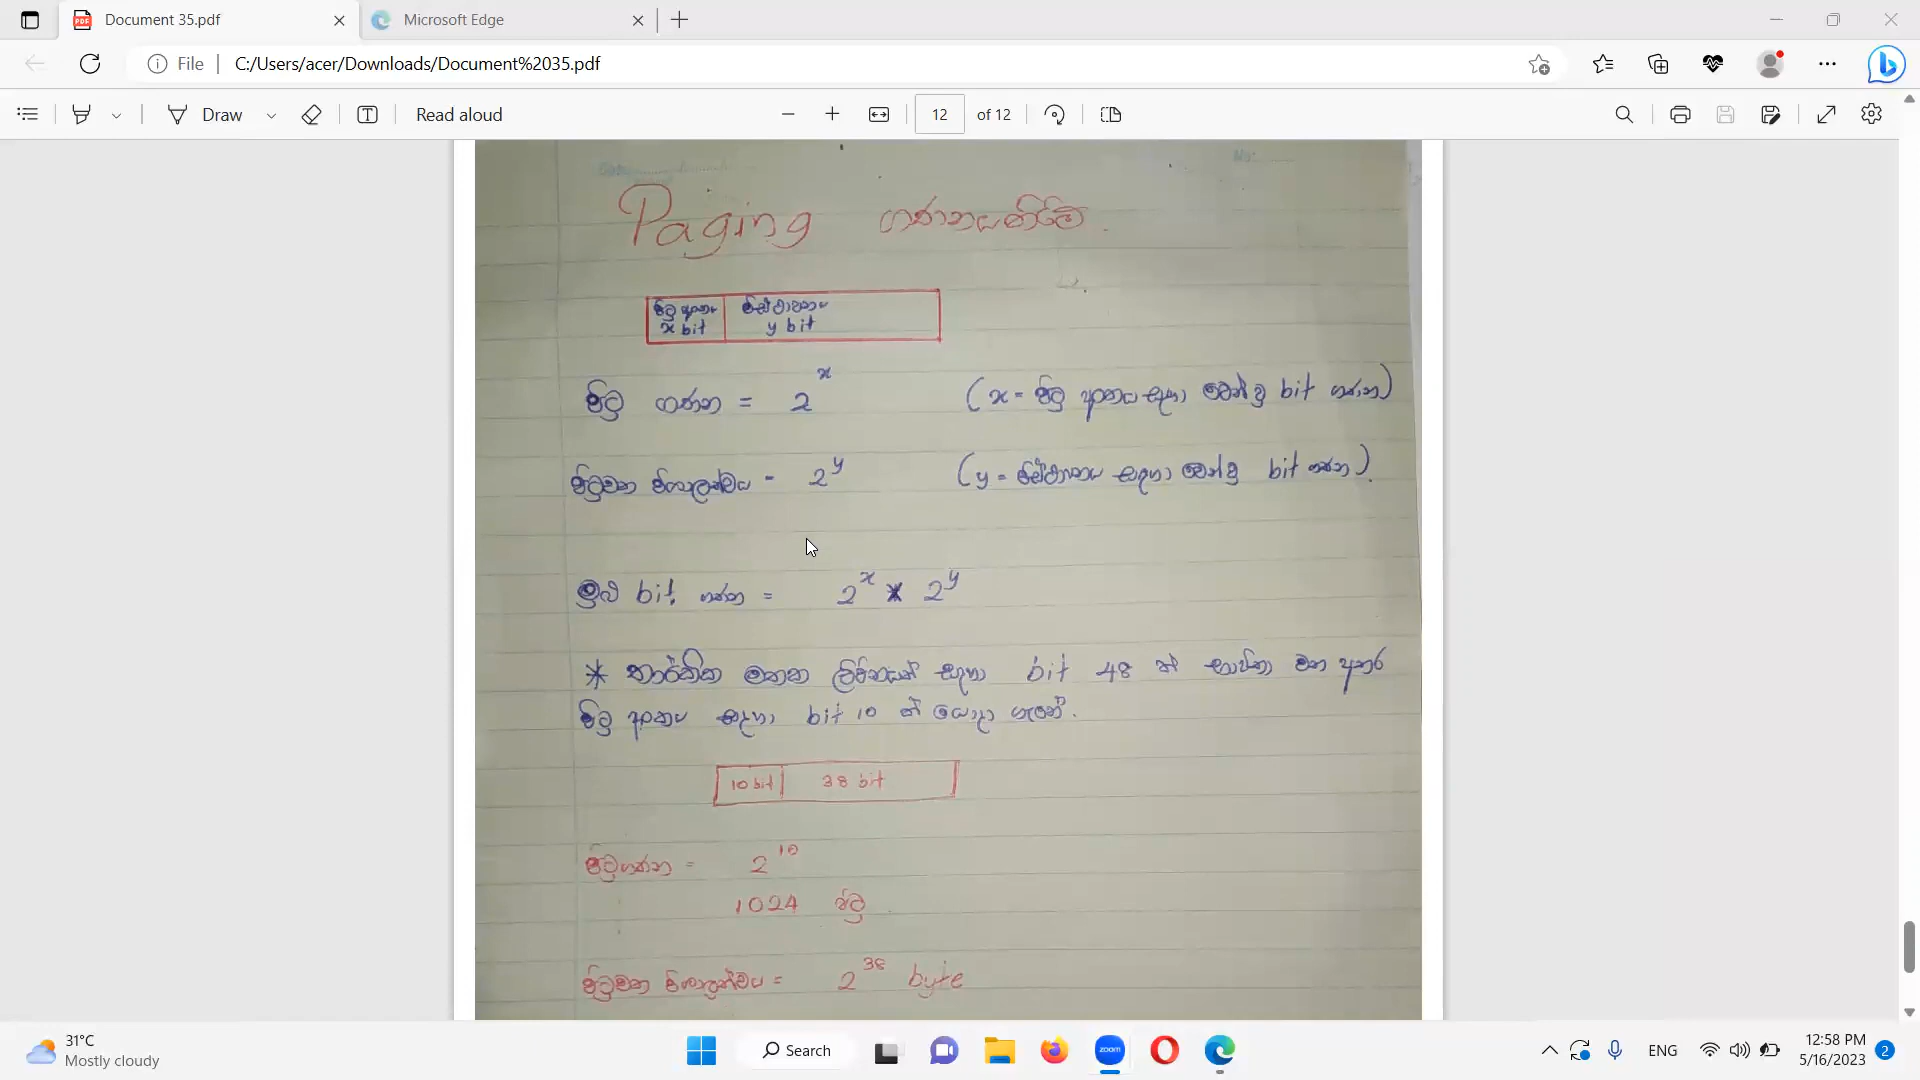 Document 35.pdf
Microsoft Edge
File
C:/Users/acer/Downloads/Document%2035.pdf
Draw
Read aloud
12 of 12
Paging ගණනය කිරීම
පිටු අංකය විස්ථාපනය
x bit y bit
පිටු ගණන = 2^x (x = පිටු අංකය සඳහා වෙන් වූ bit ගණන)
පිටුවක විශාලත්වය = 2^y (y = විස්ථාපනය සඳහා වෙන් වූ bit ගණන).
මුළු bit ගණන = 2^x * 2^y
* තාර්කික මතක ලිපිනයක් සඳහා bit 48 ක් භාවිතා වන අතර
පිටු අංකය සඳහා bit 10 ක් යොදා ගැනේ.
10 bit 38 bit
පිටු ගණන = 2^10
1024 පිටු
පිටුවක විශාලත්වය = 2^38 byte
31°C
Mostly cloudy
Search
zoom
ENG
12:58 PM
5/16/2023
2